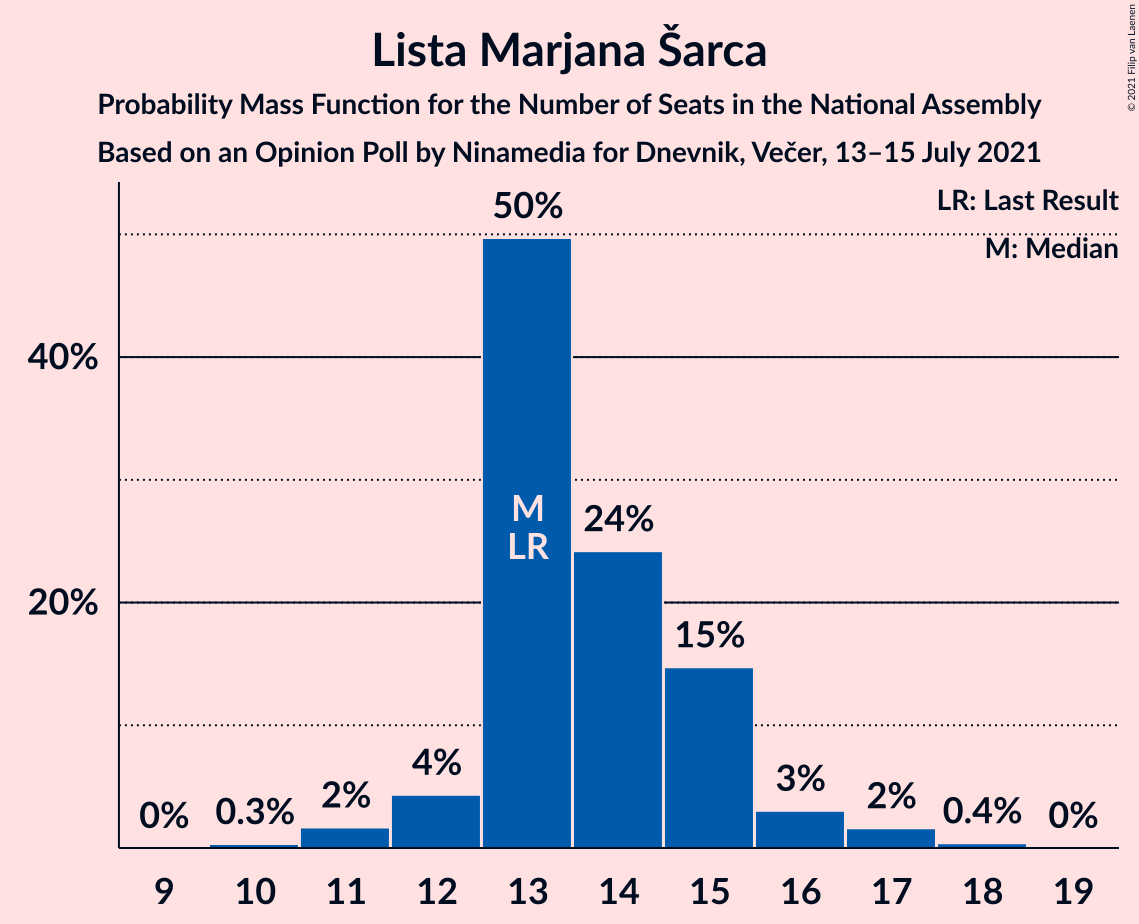 Lista Marjana Šarca
Probability Mass Function for the Number of Seats in the National Assembly
Based on an Opinion Poll by Ninamedia for Dnevnik, Večer, 13–15 July 2021
© 2021 Filip van Laenen
LR: Last Result
M: Median
40%
20%
0%
0.3%
2%
4%
50%
24%
15%
3%
2%
0.4%
0%
M
LR
9 10 11 12 13 14 15 16 17 18 19